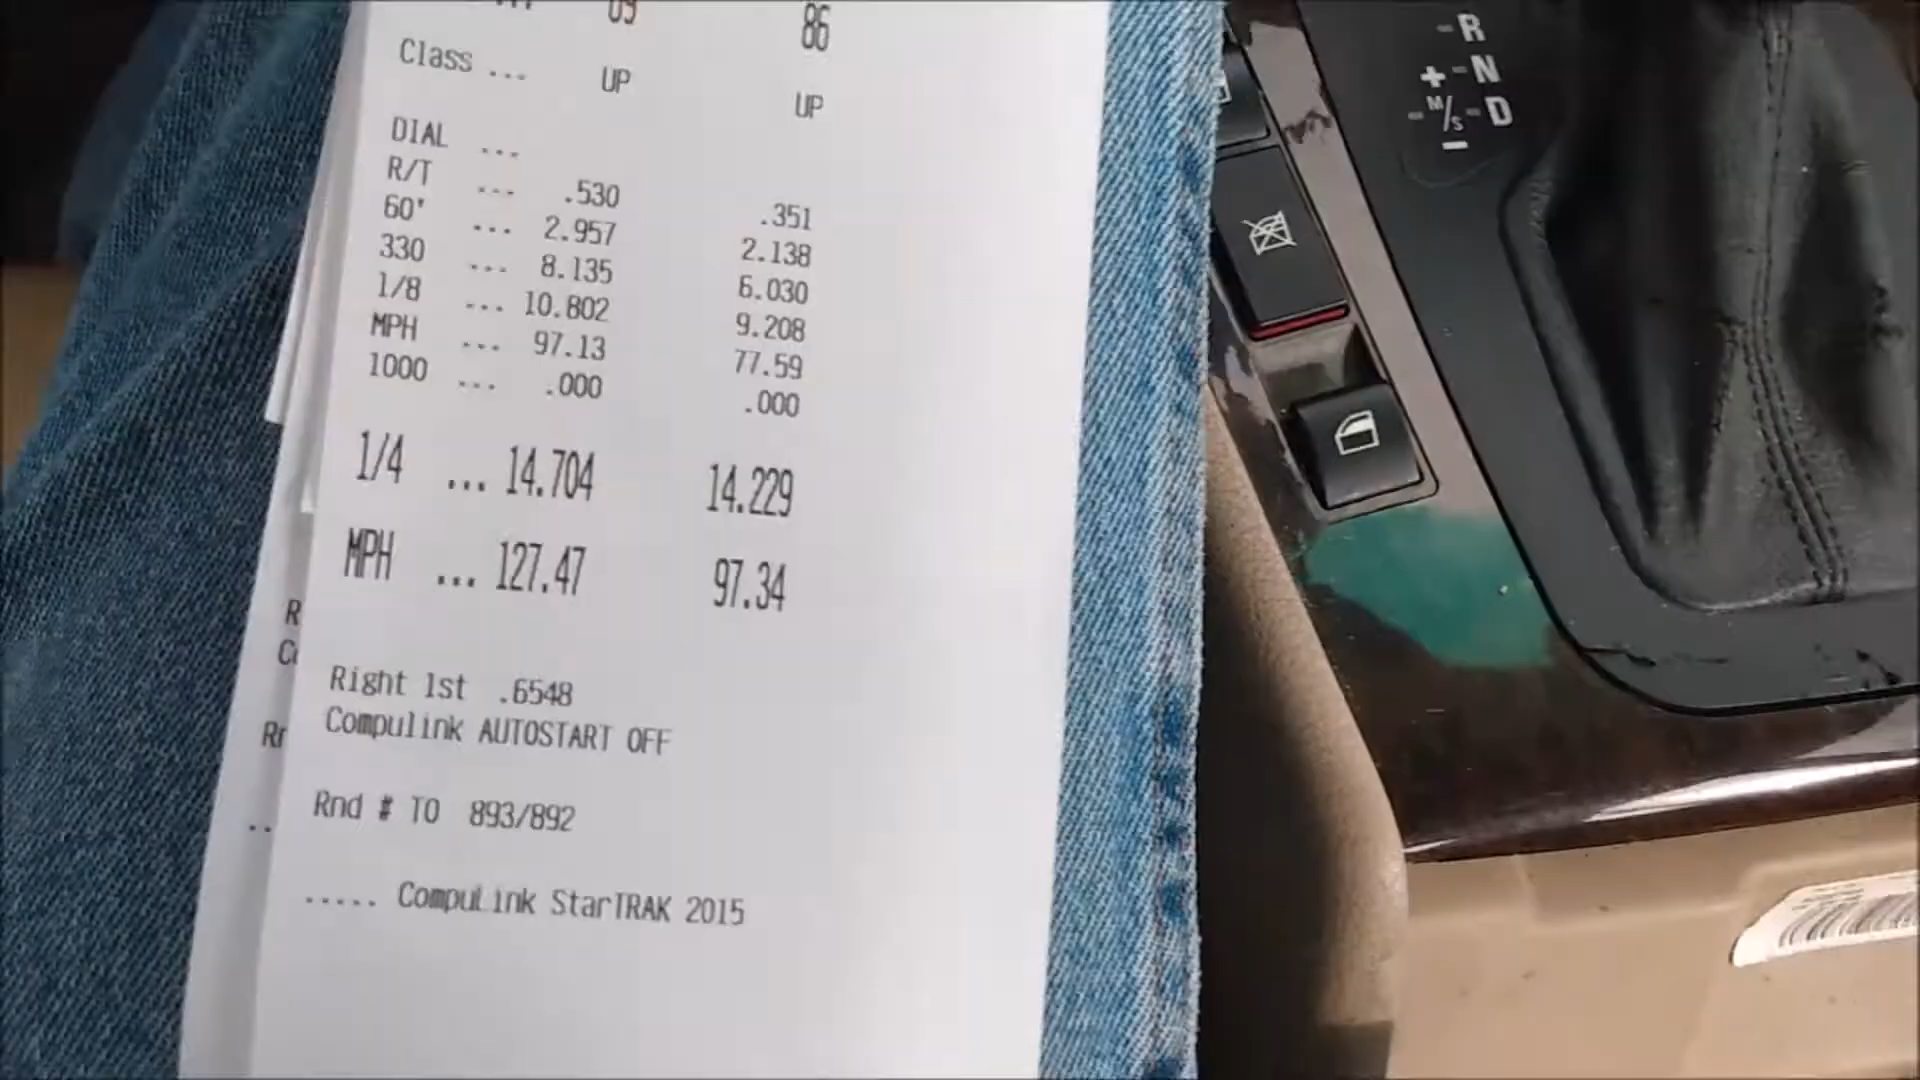 09 86
Class ... UP UP
DIAL ...
R/T ... .530 .351
60' ... 2.957 2.138
330 ... 8.135 6.030
1/8 ... 10.802 9.208
MPH ... 97.13 77.59
1000 ... .000 .000
1/4 ... 14.704 14.229
MPH ... 127.47 97.34
Right 1st .6548
Compulink AUTOSTART OFF
Rnd # TO 893/892
..... CompuLink StarTRAK 2015
-R
+ -N
-M/S-D
−